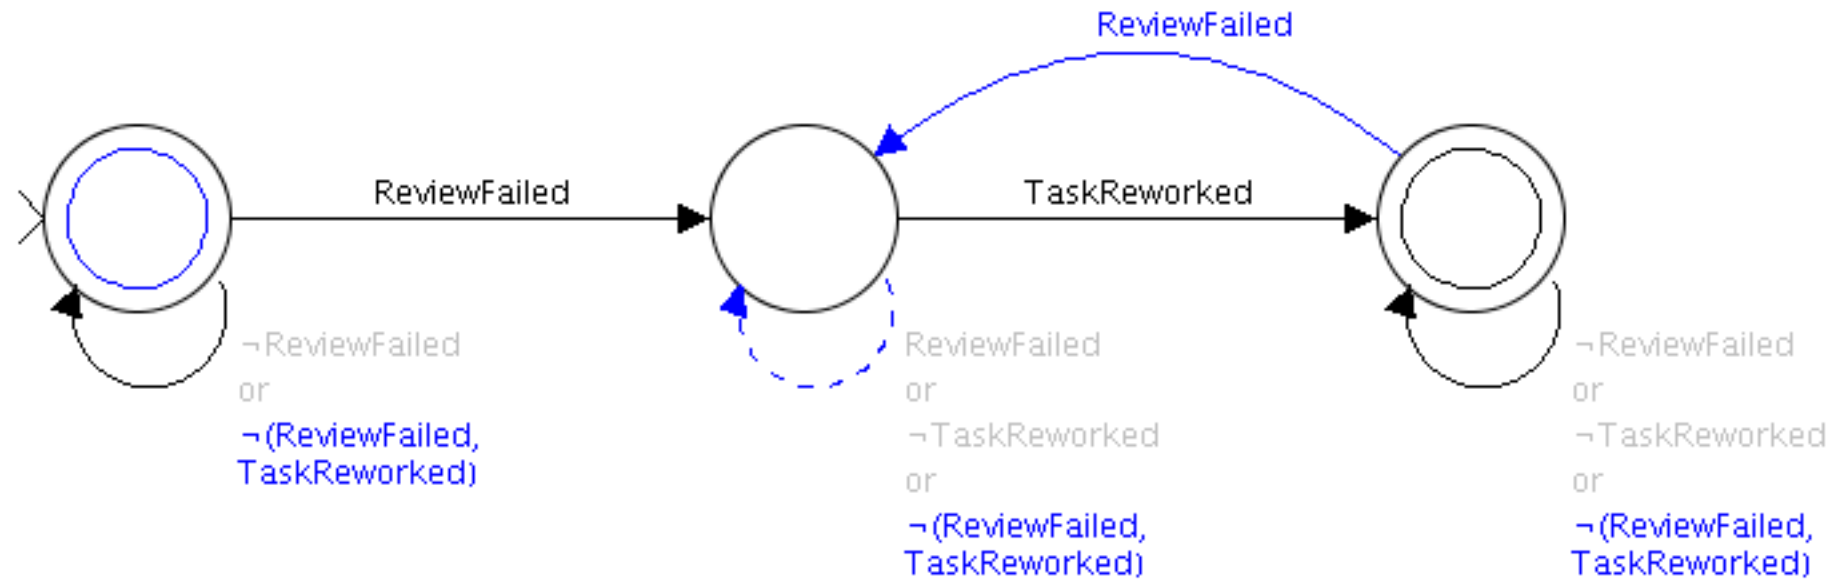 ReviewFailed
ReviewFailed
TaskReworked
¬ReviewFailed
or
¬(ReviewFailed,
TaskReworked)
ReviewFailed
or
¬TaskReworked
or
¬(ReviewFailed,
TaskReworked)
¬ReviewFailed
or
¬TaskReworked
or
¬(ReviewFailed,
TaskReworked)